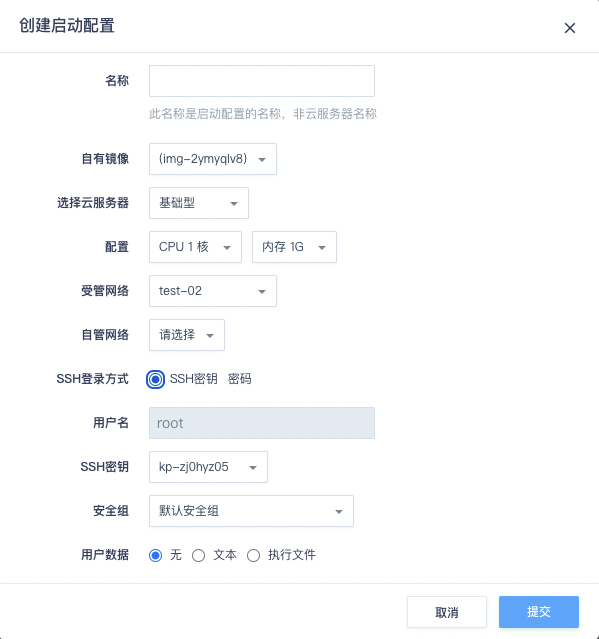 创建启动配置
名称
此名称是启动配置的名称，非云服务器名称
自有镜像 (img-2ymyqlv8)
选择云服务器 基础型
配置 CPU 1 核 内存 1G
受管网络 test-02
自管网络 请选择
SSH登录方式 SSH密钥 密码
用户名 root
SSH密钥 kp-zj0hyz05
安全组 默认安全组
用户数据 无 文本 执行文件
取消 提交